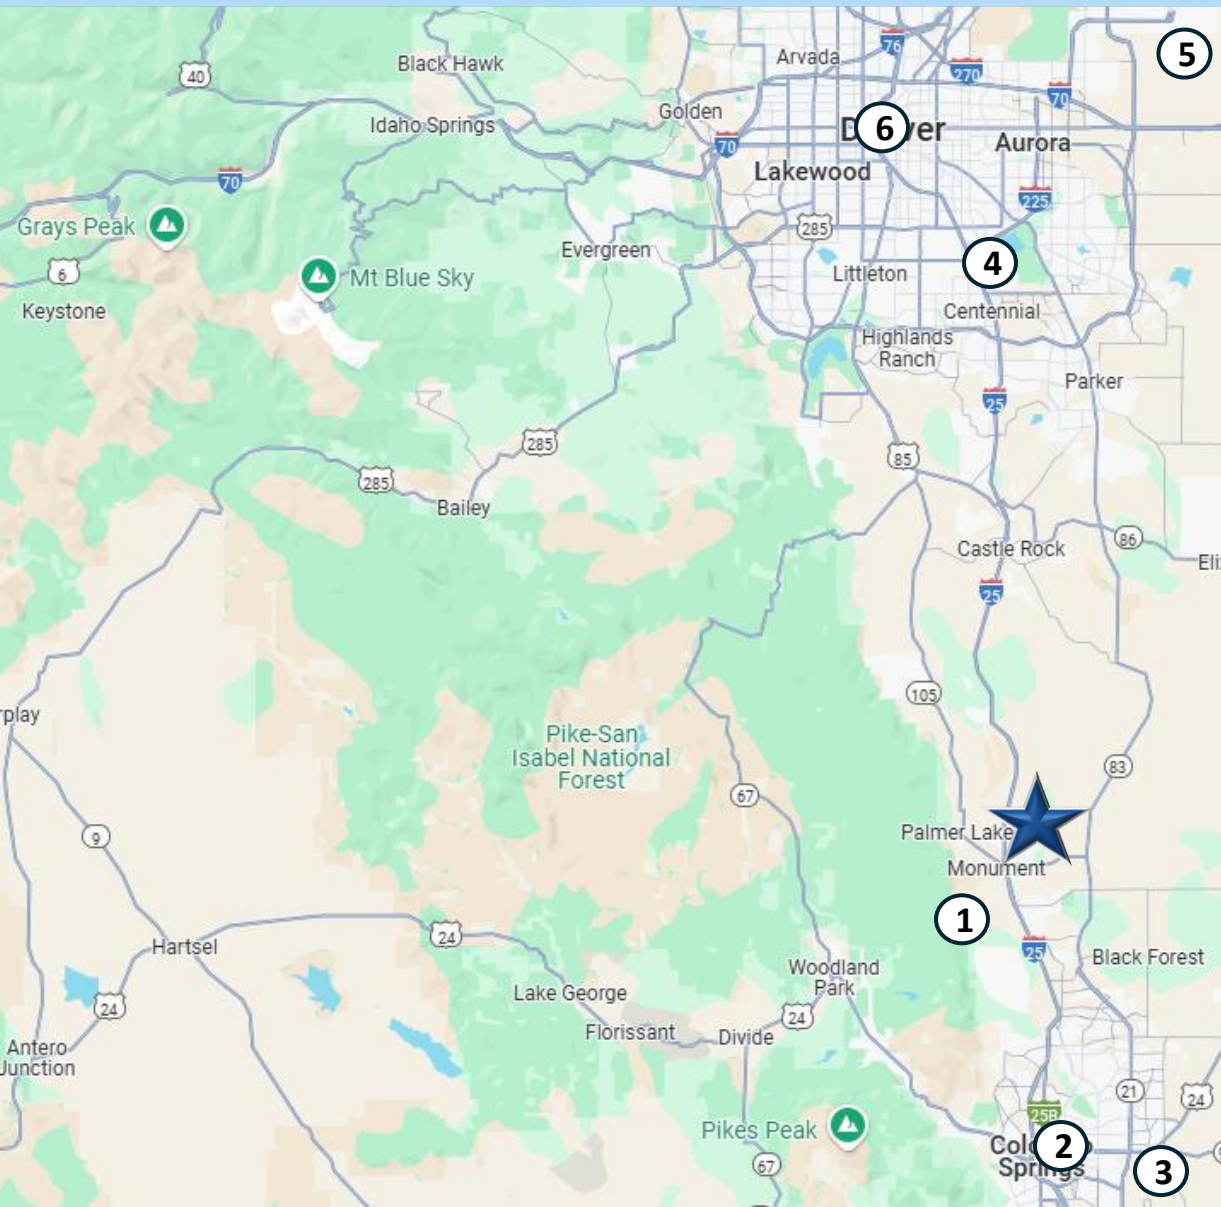 5
76
Arvada
40
Black Hawk
270
70
Golden
Idaho Springs
6
Aurora
70
Lakewood
70
225
Grays Peak
285
Evergreen
4
6
Mt Blue Sky
Littleton
Keystone
Centennial
Highlands
Ranch
Parker
25
285
85
285
Bailey
86
Castle Rock
Eli
25
105
rplay
Pike-San
Isabel National
Forest
83
67
9
Palmer Lake
Monument
1
24
Hartsel
25
Black Forest
Woodland
Park
Lake George
24
24
Florissant
Divide
Antero
Junction
21
24
25B
Pikes Peak
2
Springs
3
67